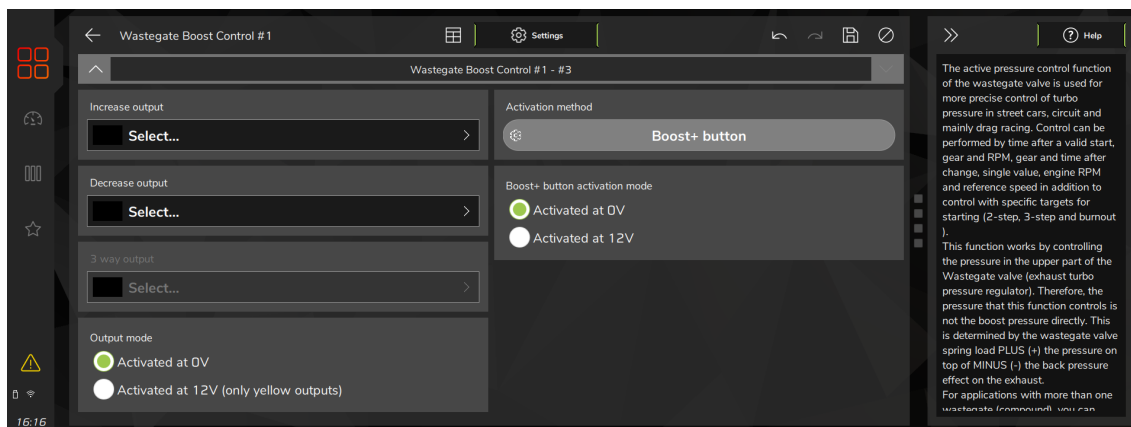 Wastegate Boost Control #1
Settings
Help
Wastegate Boost Control #1 - #3
Increase output
Select...
Decrease output
Select...
3 way output
Select...
Output mode
Activated at 0V
Activated at 12V (only yellow outputs)
Activation method
Boost+ button
Boost+ button activation mode
Activated at 0V
Activated at 12V
The active pressure control function
of the wastegate valve is used for
more precise control of turbo
pressure in street cars, circuit and
mainly drag racing. Control can be
performed by time after a valid start,
gear and RPM, gear and time after
change, single value, engine RPM
and reference speed in addition to
control with specific targets for
starting (2-step, 3-step and burnout
).
This function works by controlling
the pressure in the upper part of the
Wastegate valve (exhaust turbo
pressure regulator). Therefore, the
pressure that this function controls is
not the boost pressure directly. This
is determined by the wastegate valve
spring load PLUS (+) the pressure on
top of MINUS (-) the back pressure
effect on the exhaust.
For applications with more than one
wastegate (compound), you can
16:16